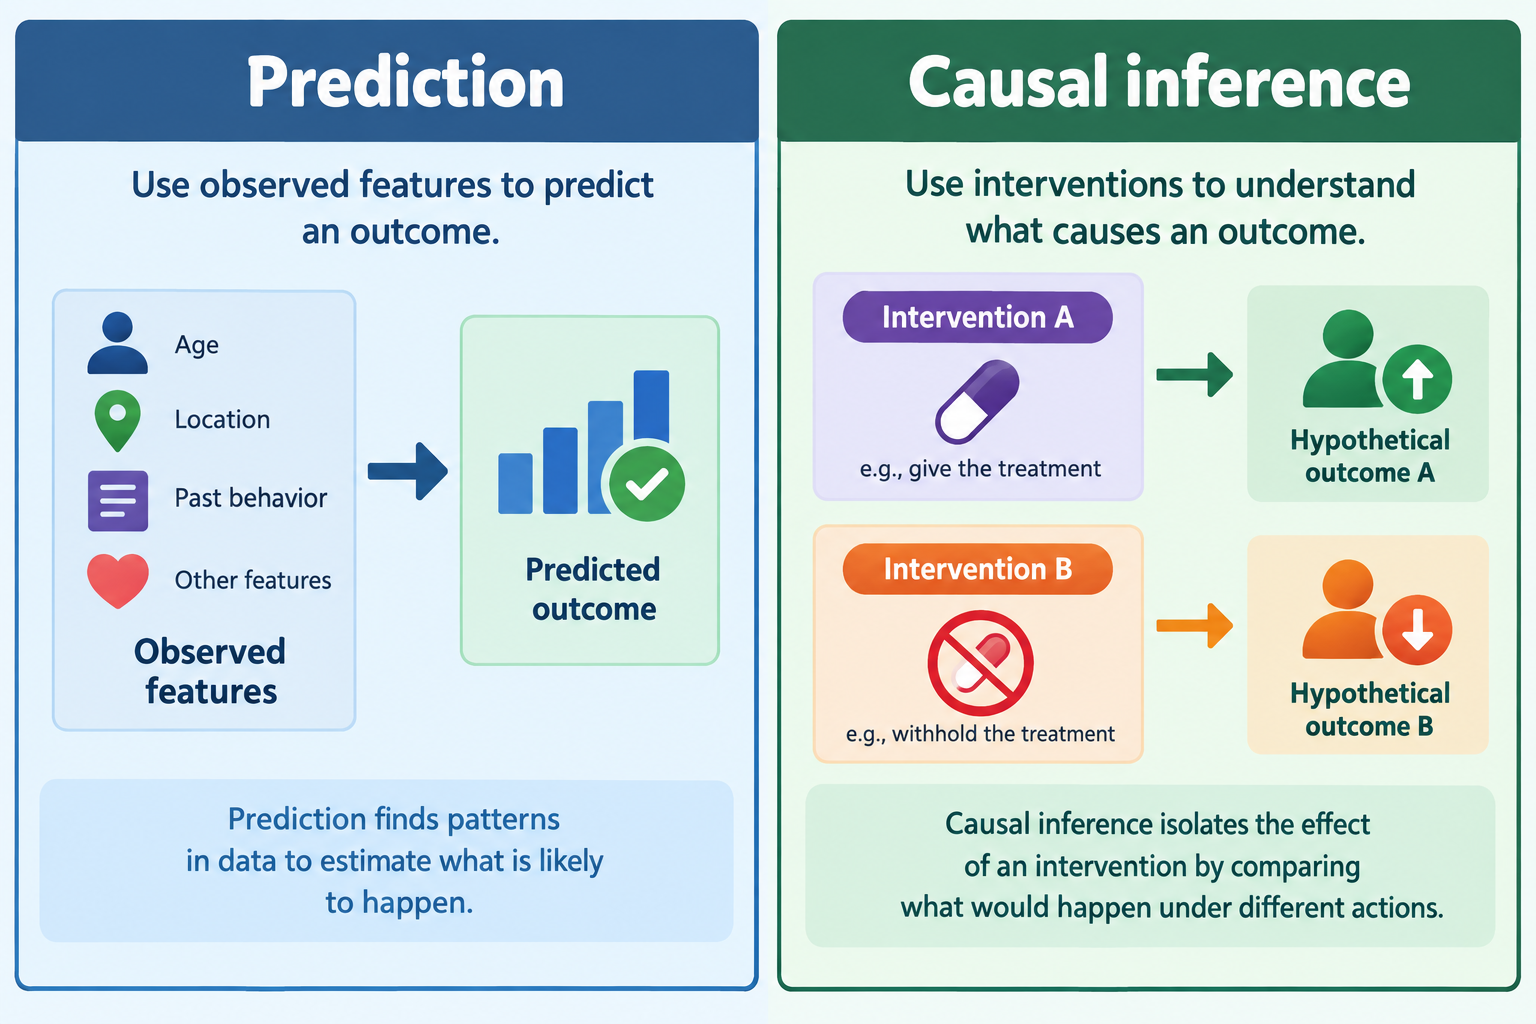 Prediction
Use observed features to predict
an outcome.
Age
Location
Past behavior
Other features
Observed
features
Predicted
outcome
Prediction finds patterns
in data to estimate what is likely
to happen.
Causal inference
Use interventions to understand
what causes an outcome.
Intervention A
e.g., give the treatment
Hypothetical
outcome A
Intervention B
e.g., withhold the treatment
Hypothetical
outcome B
Causal inference isolates the effect
of an intervention by comparing
what would happen under different actions.